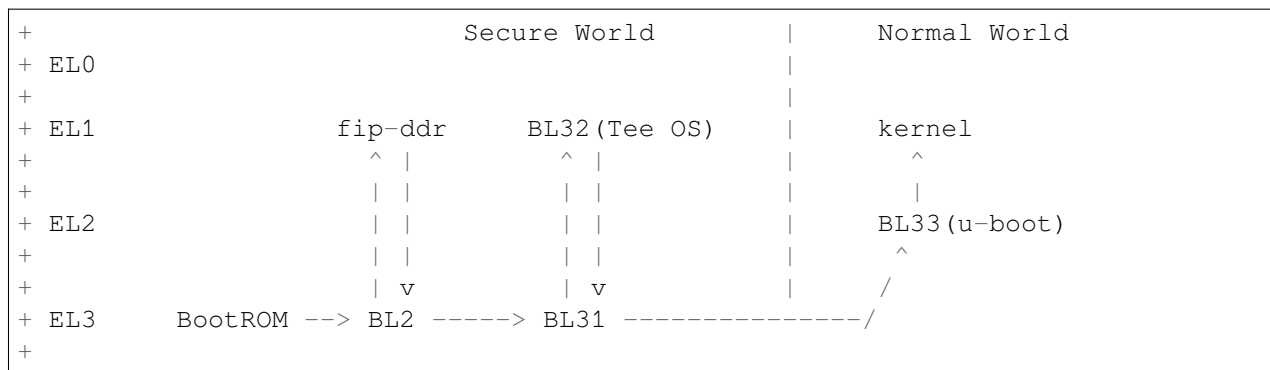 +                       Secure World       |     Normal World
+ EL0                                      |
+                                          |
+ EL1             fip-ddr    BL32(Tee OS)  |     kernel
+                   ^ |        ^ |         |       ^
+                   | |        | |         |       |
+ EL2               | |        | |         |     BL33(u-boot)
+                   | |        | |         |      ^
+                   | v        | v         |     /
+ EL3    BootROM --> BL2 -----> BL31 ---------------/
+